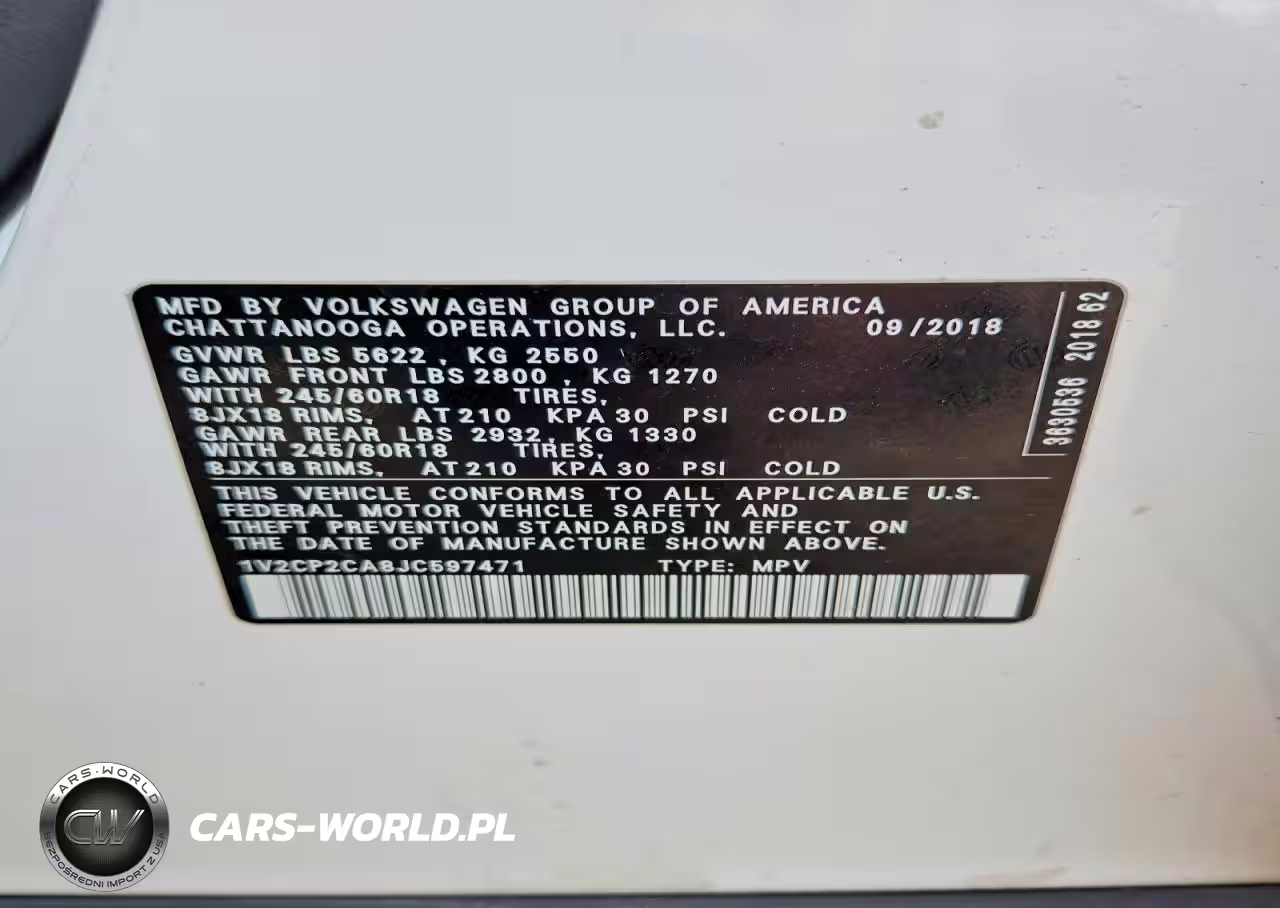 MFD BY VOLKSWAGEN GROUP OF AMERICA
CHATTANOOGA OPERATIONS, LLC. 09/2018
GVWR LBS 5622, KG 2550
GAWR FRONT LBS 2800, KG 1270
WITH 245/60R18 TIRES,
8JX18 RIMS, AT 210 KPA 30 PSI COLD
GAWR REAR LBS 2932, KG 1330
WITH 245/60R18 TIRES,
8JX18 RIMS, AT 210 KPA 30 PSI COLD
THIS VEHICLE CONFORMS TO ALL APPLICABLE U.S.
FEDERAL MOTOR VEHICLE SAFETY AND
THEFT PREVENTION STANDARDS IN EFFECT ON
THE DATE OF MANUFACTURE SHOWN ABOVE.
1V2CP2CA8JC597471 TYPE: MPV
3630536 2018 62
CARS-WORLD
CW
BEZPOŚREDNI IMPORT Z USA
CARS-WORLD.PL